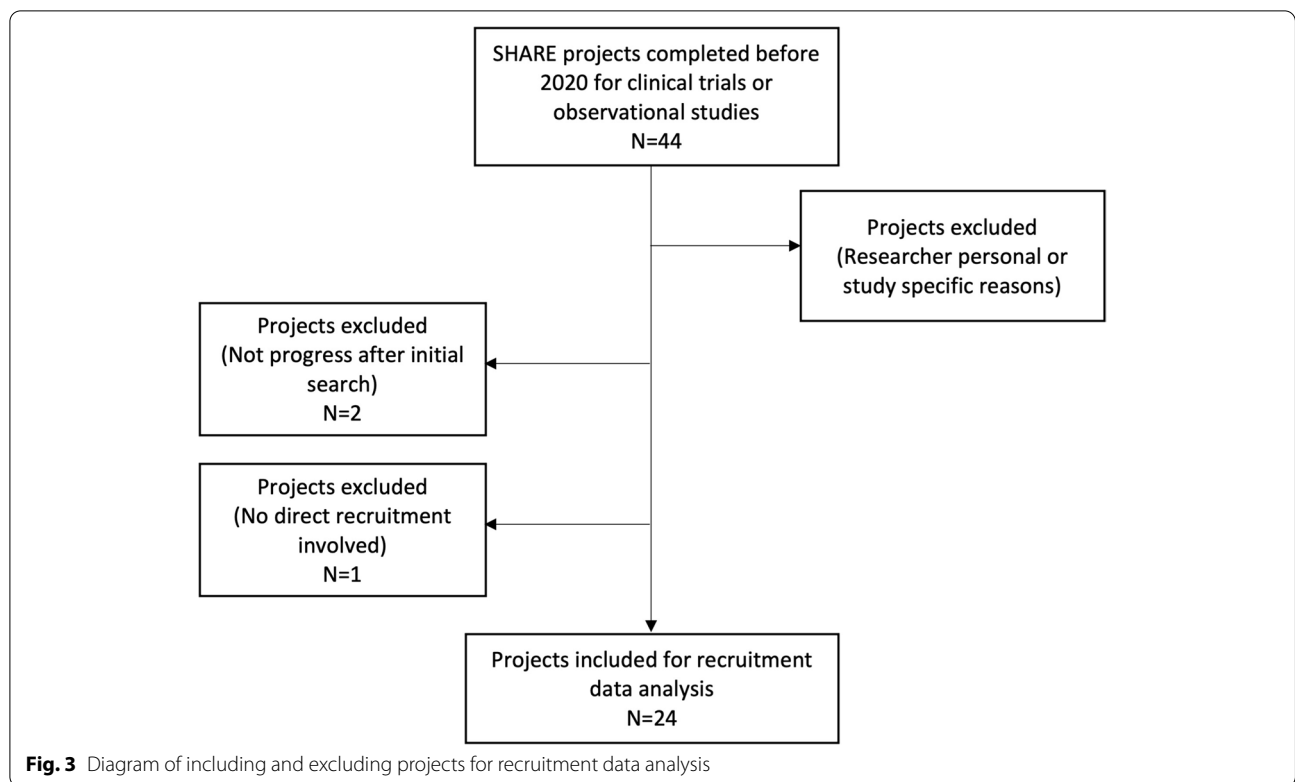 SHARE projects completed before
2020 for clinical trials or
observational studies
N=44
Projects excluded
(Researcher personal or
study specific reasons)
Projects excluded
(Not progress after initial
search)
N=2
Projects excluded
(No direct recruitment
involved)
N=1
Projects included for recruitment
data analysis
N=24
Fig. 3 Diagram of including and excluding projects for recruitment data analysis